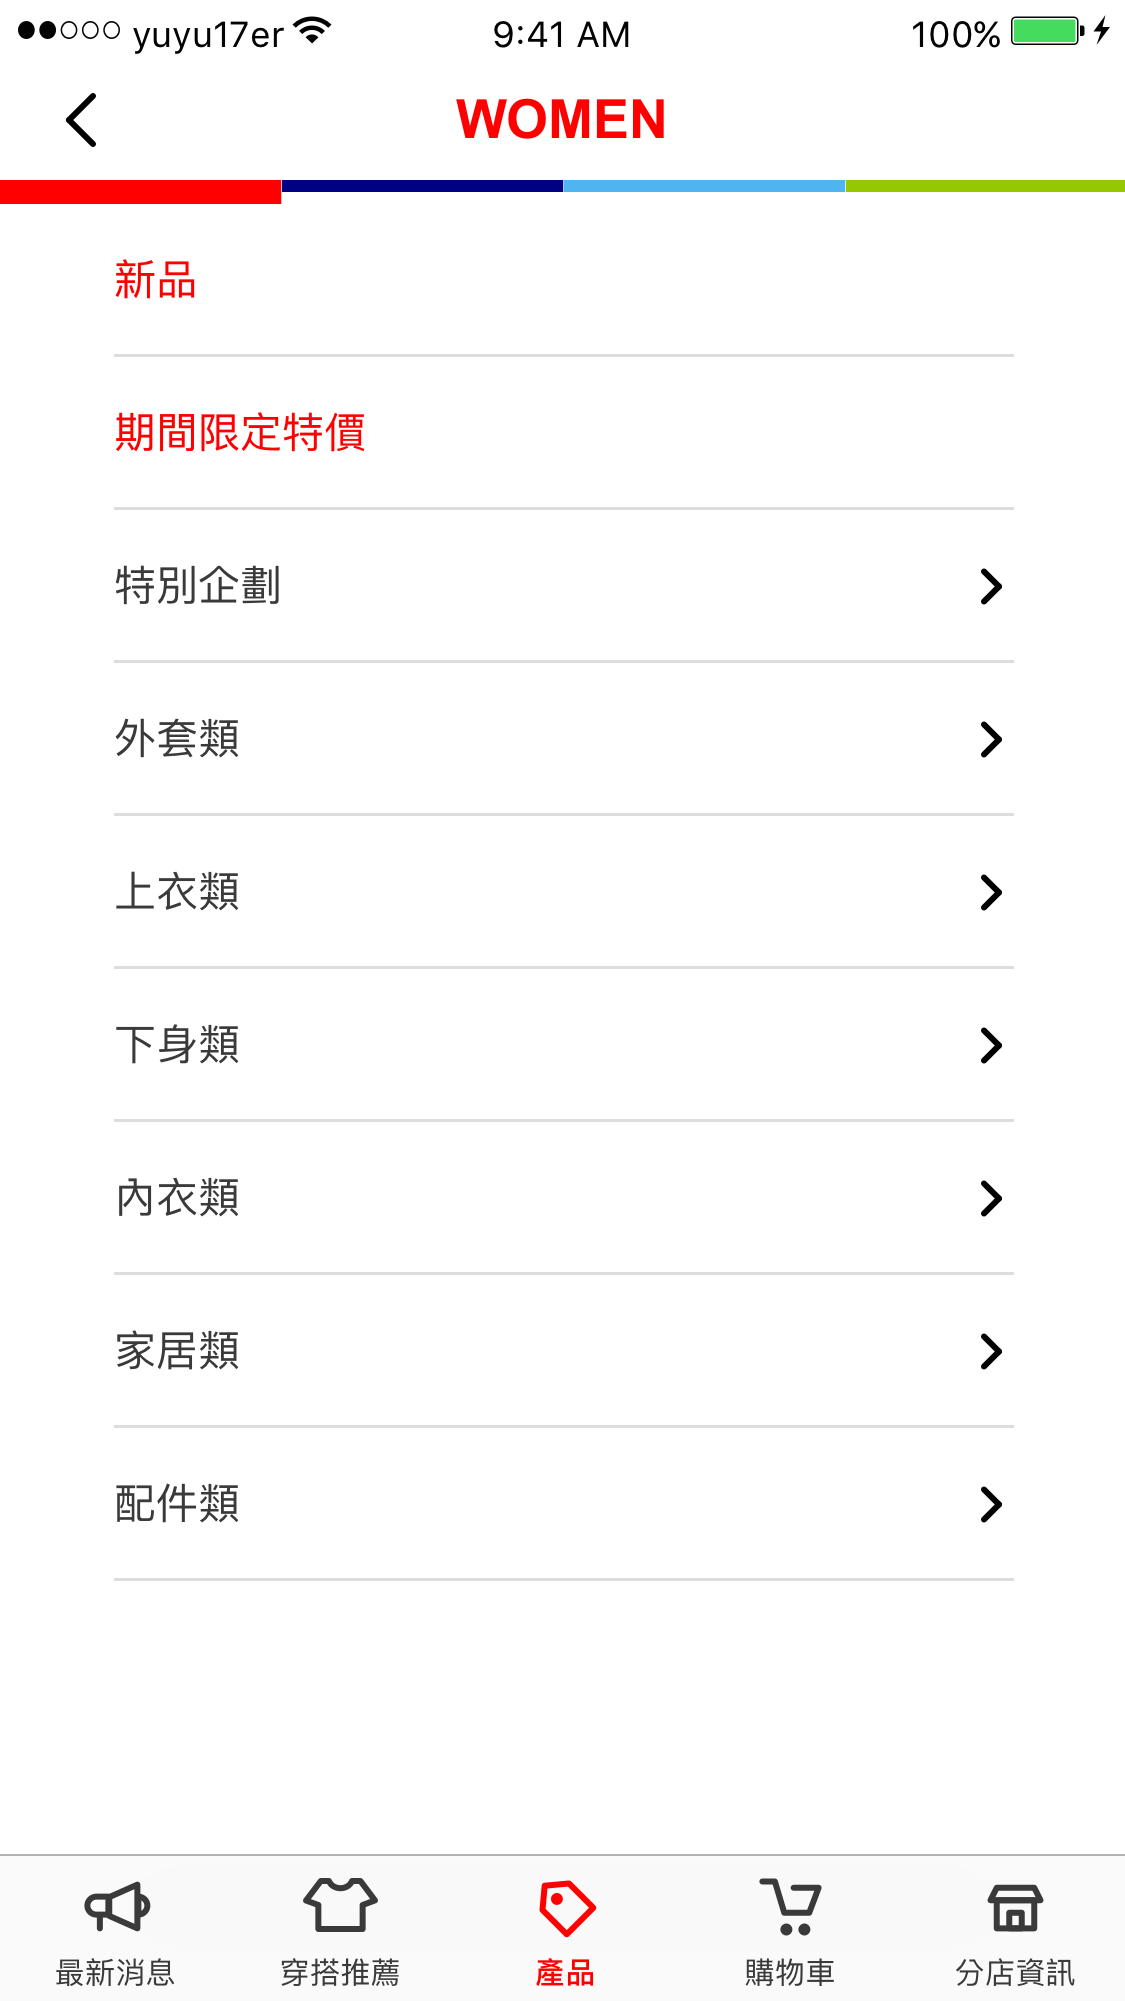 yuyu17er 9:41 AM 100%
WOMEN
新品
期間限定特價
特別企劃
外套類
上衣類
下身類
內衣類
家居類
配件類
最新消息 穿搭推薦 產品 購物車 分店資訊